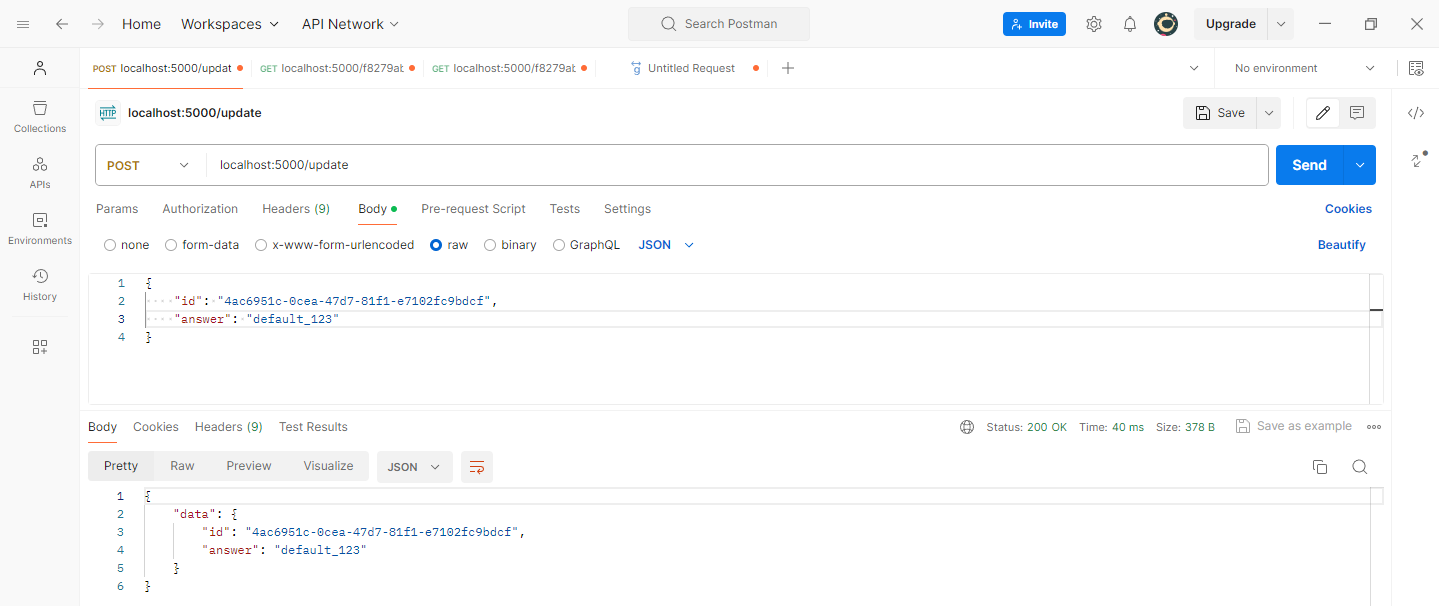 Home Workspaces API Network Search Postman Invite Upgrade
POST localhost:5000/updat GET localhost:5000/f8279ab GET localhost:5000/f8279ab Untitled Request No environment
HTTP localhost:5000/update Save
POST localhost:5000/update Send
Params Authorization Headers (9) Body Pre-request Script Tests Settings Cookies
none form-data x-www-form-urlencoded raw binary GraphQL JSON Beautify
1 {
2 "id": "4ac6951c-0cea-47d7-81f1-e7102fc9bdcf",
3 "answer": "default_123"
4 }
Collections
APIs
Environments
History
Body Cookies Headers (9) Test Results Status: 200 OK Time: 40 ms Size: 378 B Save as example
Pretty Raw Preview Visualize JSON
1 {
2 "data": {
3 "id": "4ac6951c-0cea-47d7-81f1-e7102fc9bdcf",
4 "answer": "default_123"
5 }
6 }